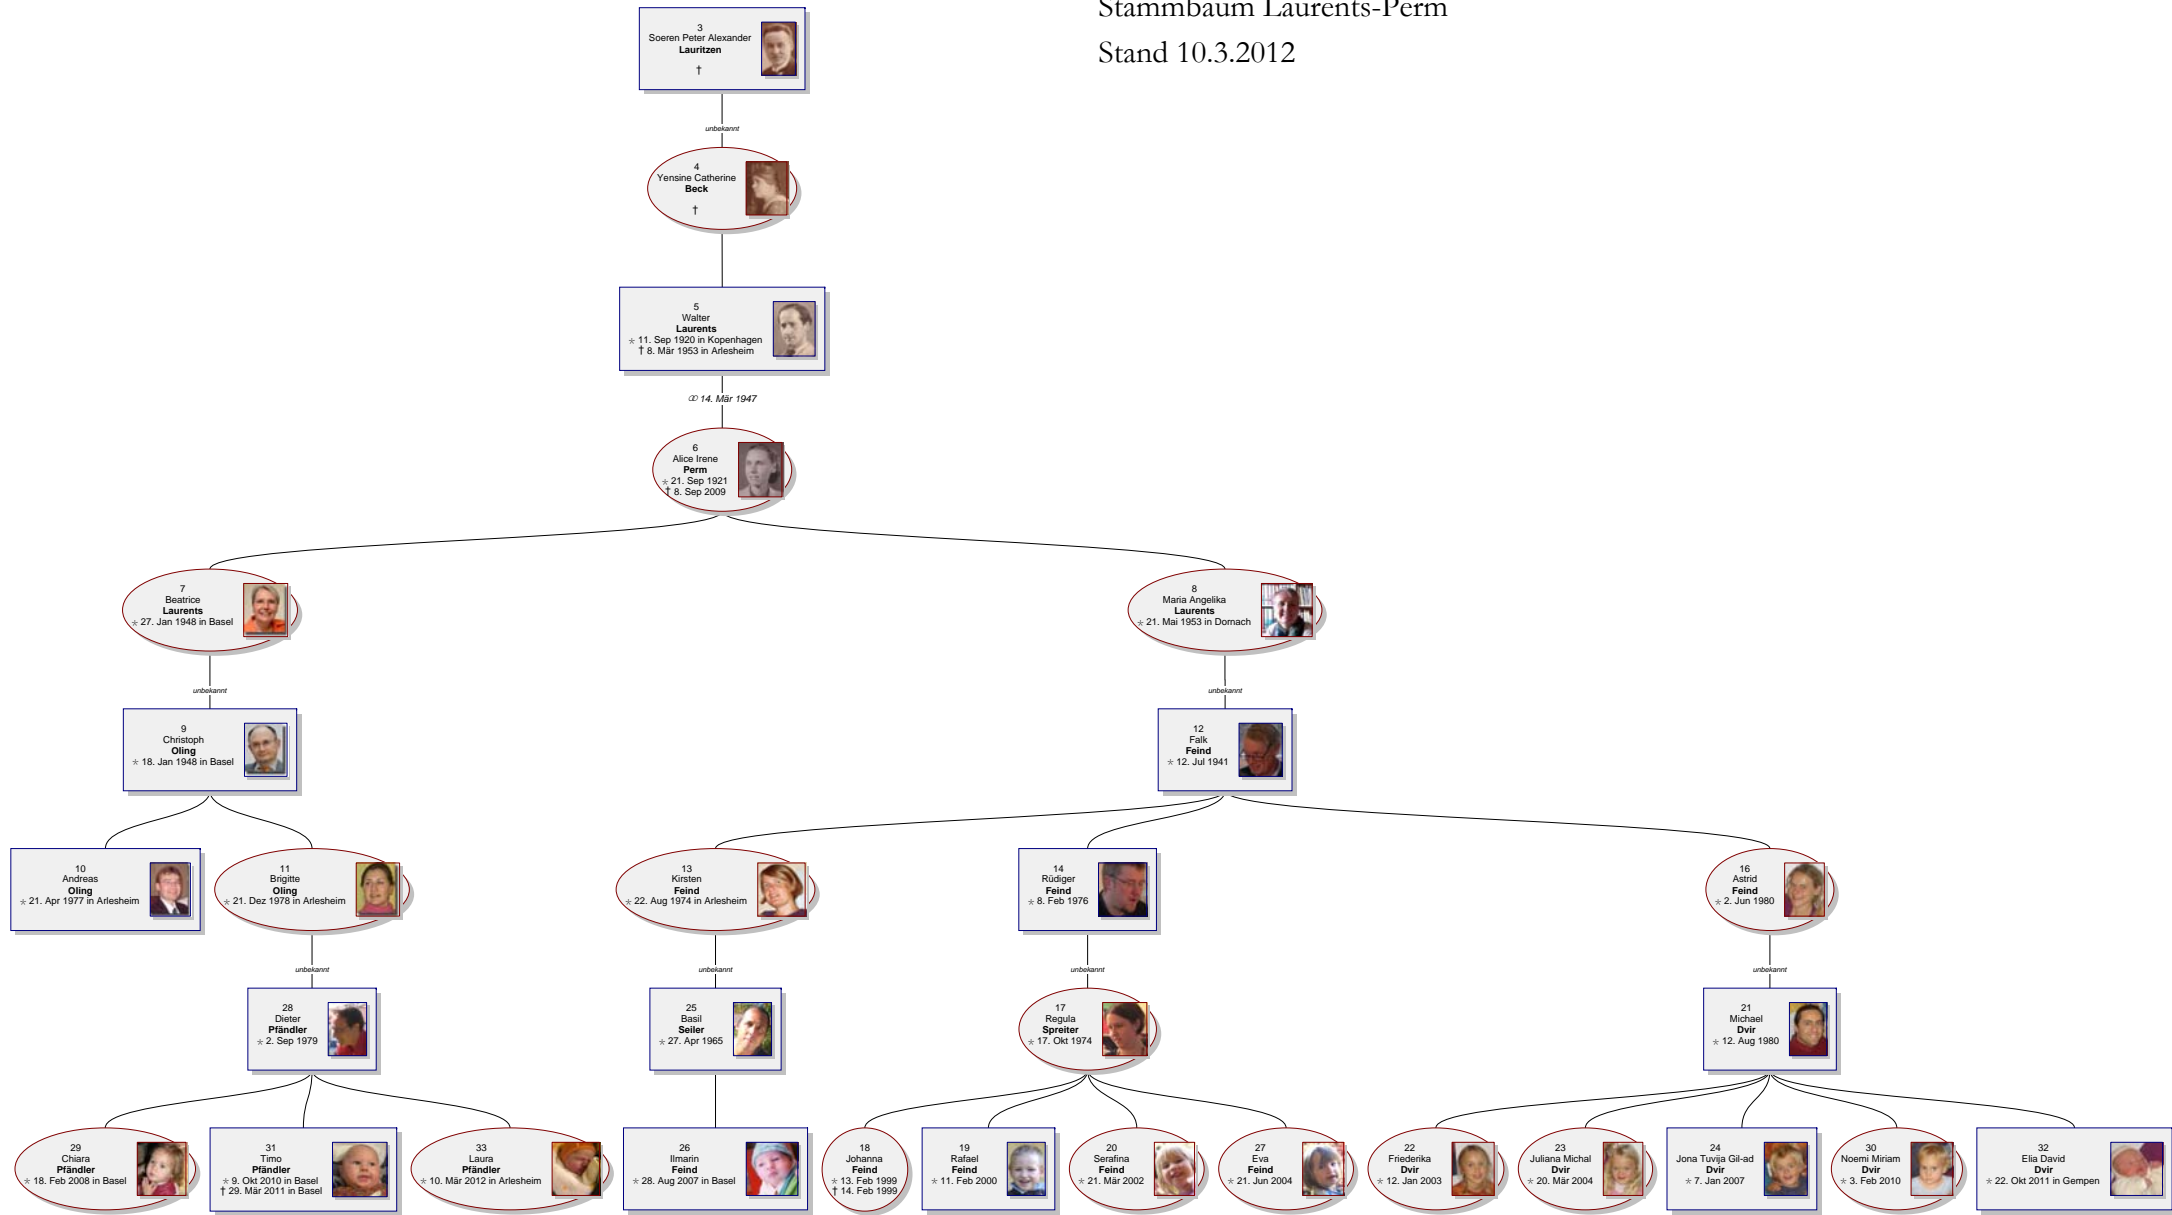 Stammbaum Laurents-Perm
Stand 10.3.2012
3
Soeren Peter Alexander
Lauritzen
†
unbekannt
4
Yensine Catherine
Beck
†
5
Walter
Laurents
* 11. Sep 1920 in Kopenhagen
† 8. Mär 1953 in Arlesheim
⚭ 14. Mär 1947
6
Alice Irene
Perm
* 21. Sep 1921
† 8. Sep 2009
7
Beatrice
Laurents
* 27. Jan 1948 in Basel
8
Maria Angelika
Laurents
* 21. Mai 1953 in Dornach
unbekannt
unbekannt
9
Christoph
Oling
* 18. Jan 1948 in Basel
12
Falk
Feind
* 12. Jul 1941
10
Andreas
Oling
* 21. Apr 1977 in Arlesheim
11
Brigitte
Oling
* 21. Dez 1978 in Arlesheim
13
Kirsten
Feind
* 22. Aug 1974 in Arlesheim
14
Rüdiger
Feind
* 8. Feb 1976
16
Astrid
Feind
* 2. Jun 1980
unbekannt
unbekannt
unbekannt
unbekannt
28
Dieter
Pfändler
* 2. Sep 1979
25
Basil
Seiler
* 27. Apr 1965
17
Regula
Spreiter
* 17. Okt 1974
21
Michael
Dvir
* 12. Aug 1980
29
Chiara
Pfändler
* 18. Feb 2008 in Basel
31
Timo
Pfändler
* 9. Okt 2010 in Basel
† 29. Mär 2011 in Basel
33
Laura
Pfändler
* 10. Mär 2012 in Arlesheim
26
Ilmarin
Feind
* 28. Aug 2007 in Basel
18
Johanna
Feind
* 13. Feb 1999
† 14. Feb 1999
19
Rafael
Feind
* 11. Feb 2000
20
Serafina
Feind
* 21. Mär 2002
27
Eva
Feind
* 21. Jun 2004
22
Friederika
Dvir
* 12. Jan 2003
23
Juliana Michal
Dvir
* 20. Mär 2004
24
Jona Tuvija Gil-ad
Dvir
* 7. Jan 2007
30
Noemi Miriam
Dvir
* 3. Feb 2010
32
Elia David
Dvir
* 22. Okt 2011 in Gempen